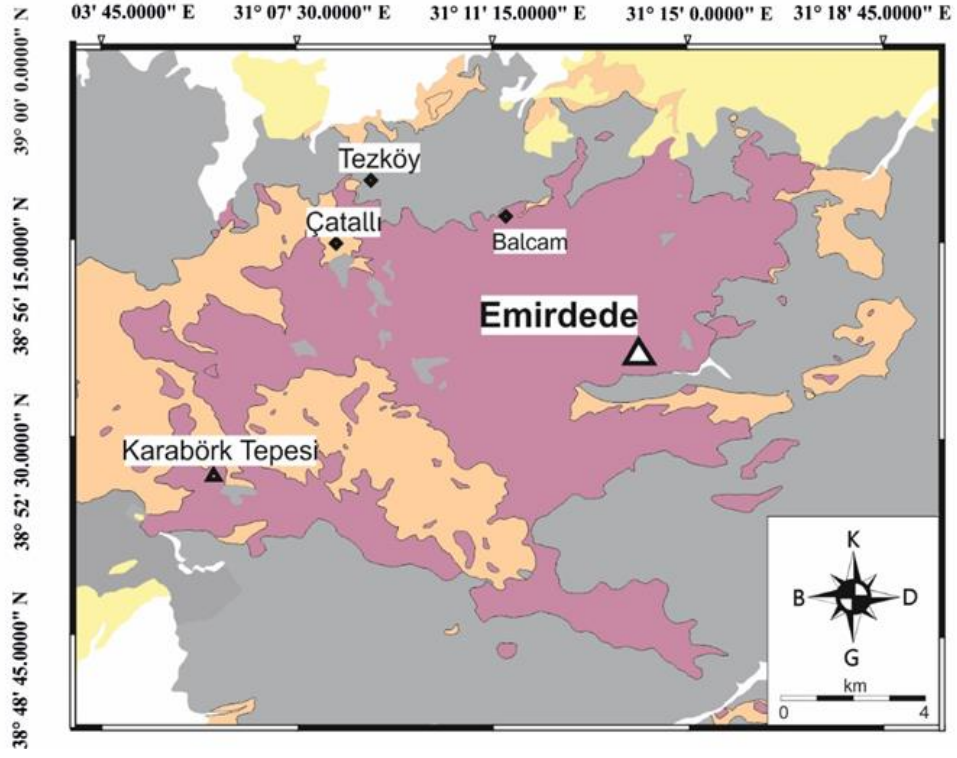 03' 45.0000" E 31° 07' 30.0000" E 31° 11' 15.0000" E 31° 15' 0.0000" E 31° 18' 45.0000" E
39° 00' 0.0000" N
Tezköy
Çatallı
Balcam
38° 56' 15.0000" N
Emirdede
Karabörk Tepesi
38° 52' 30.0000" N
K
B D
G
km
0 4
38° 48' 45.0000" N